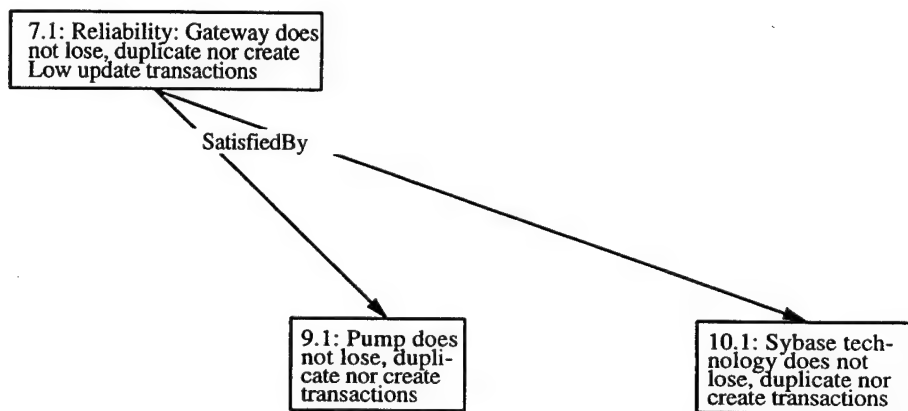 7.1: Reliability: Gateway does
not lose, duplicate nor create
Low update transactions
SatisfiedBy
9.1: Pump does
not lose, dupli-
cate nor create
transactions
10.1: Sybase tech-
nology does not
lose, duplicate nor
create transactions